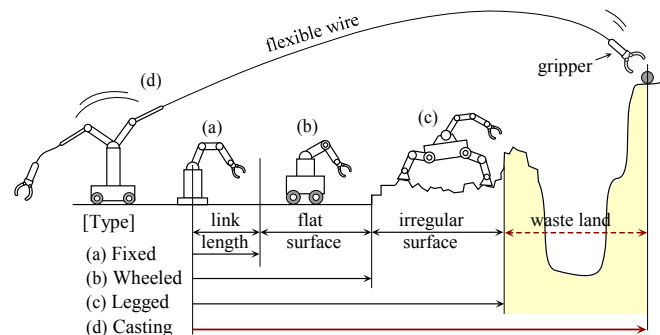 flexible wire
gripper
(d)
(a)
(b)
(c)
[Type]
link
length
flat
surface
irregular
surface
waste land
(a) Fixed
(b) Wheeled
(c) Legged
(d) Casting